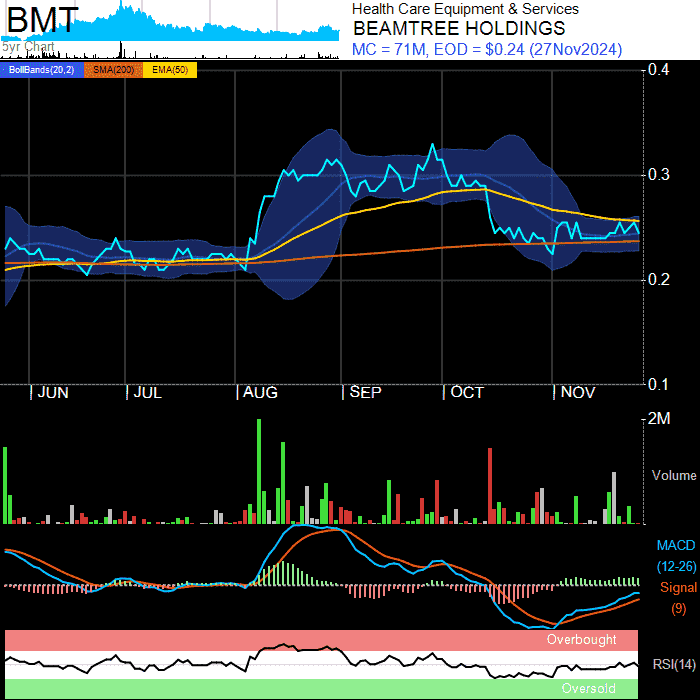 BMT
5yr Chart
Health Care Equipment & Services
BEAMTREE HOLDINGS
MC = 71M, EOD = $0.24 (27Nov2024)
BollBands(20,2) SMA(200) EMA(50)
0.4
0.3
0.2
0.1
JUN JUL AUG SEP OCT NOV
2M
Volume
MACD
(12-26)
Signal
(9)
Overbought
RSI(14)
Oversold